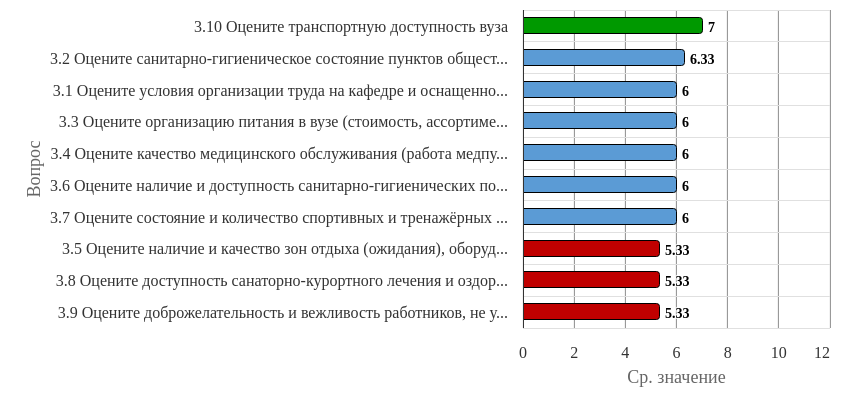 3.10 Оцените транспортную доступность вуза 7
3.2 Оцените санитарно-гигиеническое состояние пунктов общест... 6.33
3.1 Оцените условия организации труда на кафедре и оснащенно... 6
3.3 Оцените организацию питания в вузе (стоимость, ассортиме... 6
3.4 Оцените качество медицинского обслуживания (работа медпу... 6
3.6 Оцените наличие и доступность санитарно-гигиенических по... 6
3.7 Оцените состояние и количество спортивных и тренажёрных ... 6
3.5 Оцените наличие и качество зон отдыха (ожидания), оборуд... 5.33
3.8 Оцените доступность санаторно-курортного лечения и оздор... 5.33
3.9 Оцените доброжелательность и вежливость работников, не у... 5.33
Вопрос
0 2 4 6 8 10 12
Ср. значение